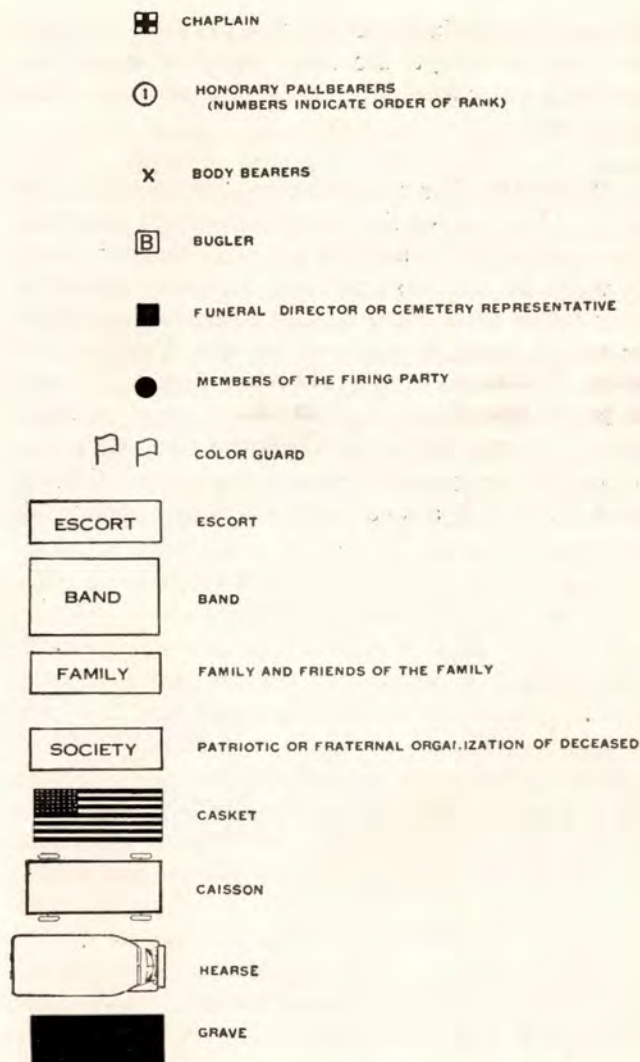 CHAPLAIN
1 HONORARY PALLBEARERS
(NUMBERS INDICATE ORDER OF RANK)
X BODY BEARERS
B BUGLER
FUNERAL DIRECTOR OR CEMETERY REPRESENTATIVE
MEMBERS OF THE FIRING PARTY
COLOR GUARD
ESCORT ESCORT
BAND BAND
FAMILY FAMILY AND FRIENDS OF THE FAMILY
SOCIETY PATRIOTIC OR FRATERNAL ORGANIZATION OF DECEASED
CASKET
CAISSON
HEARSE
GRAVE